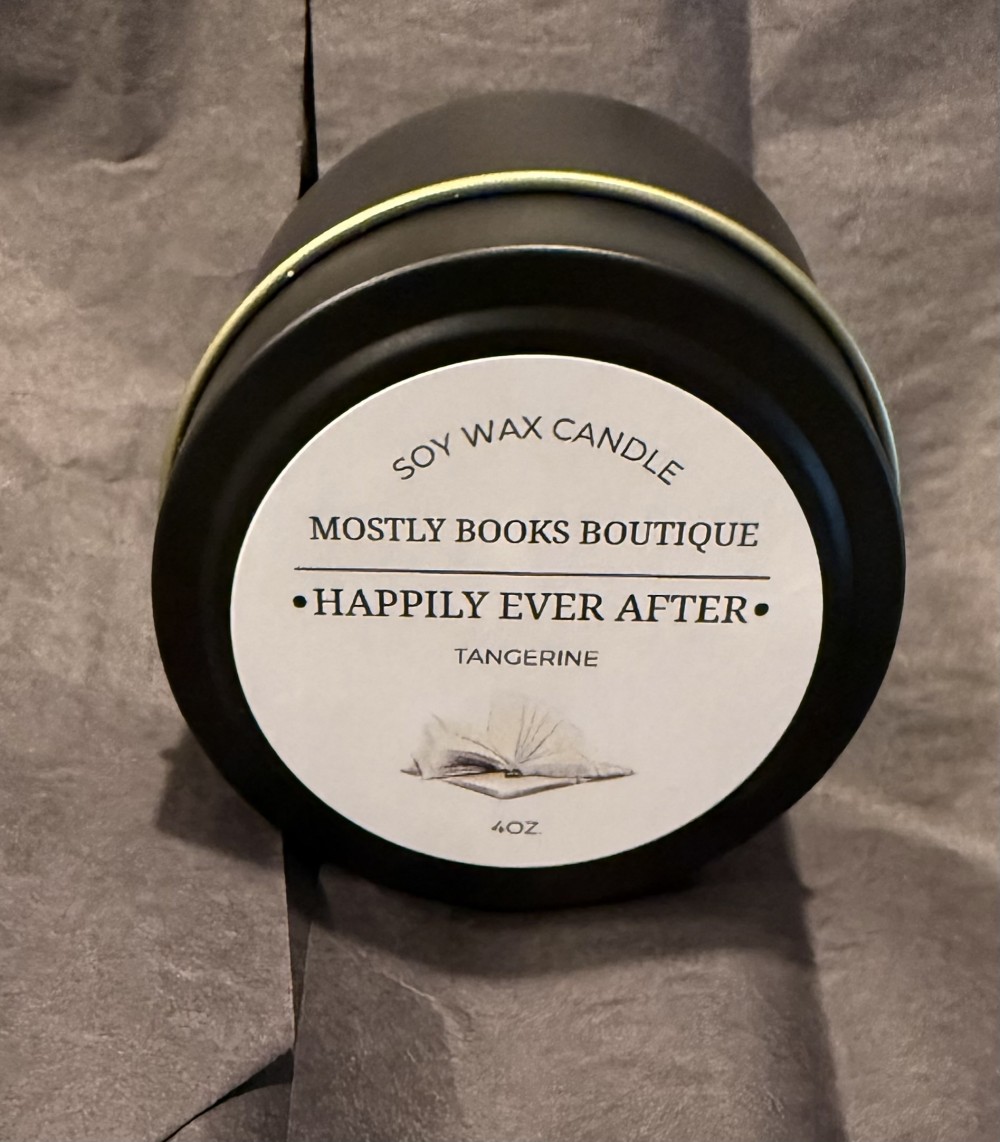 SOY WAX CANDLE
MOSTLY BOOKS BOUTIQUE
•HAPPILY EVER AFTER•
TANGERINE
4OZ.